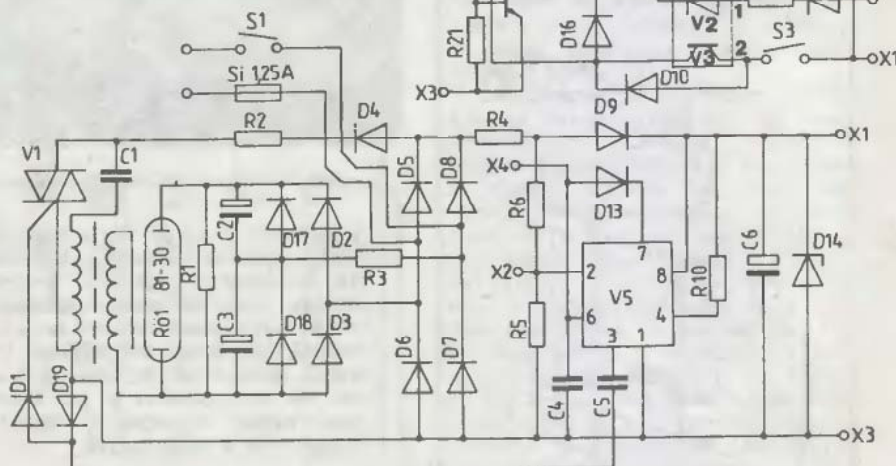 S1
R21
D16
V2 1
V3 2
S3
X1
Si 1,25A
X3
D10
D9
D4
R2
R4
X1
V1
C1
D5
D8
X4
R6
D13
C2
D17
D2
R1
Rö1 81-30
R3
X2
7
2
8
V5
R10
C6
D14
6
4
3
1
C3
D18
D3
R5
D6
D7
D1
D19
C4
C5
X3